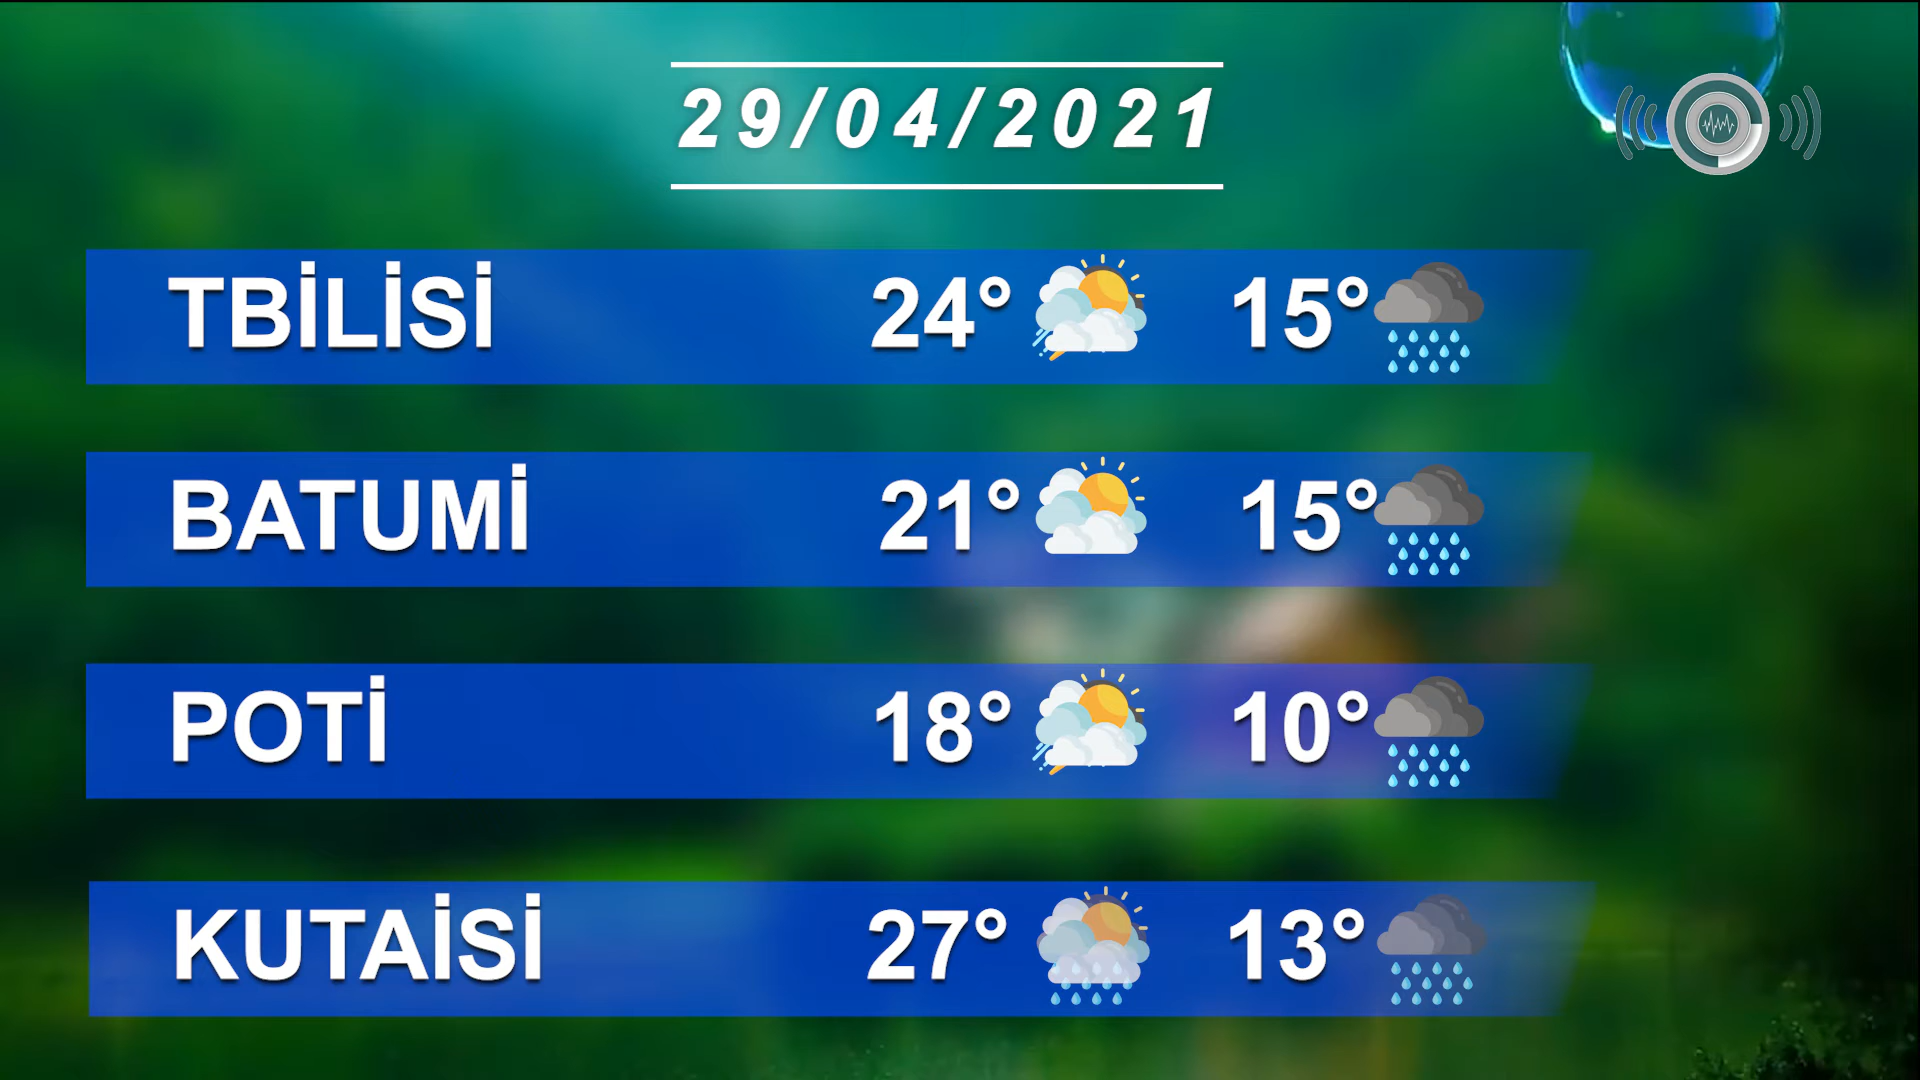 29/04/2021
TBİLİSİ 24° 15°
BATUMİ 21° 15°
POTİ 18° 10°
KUTAİSİ 27° 13°